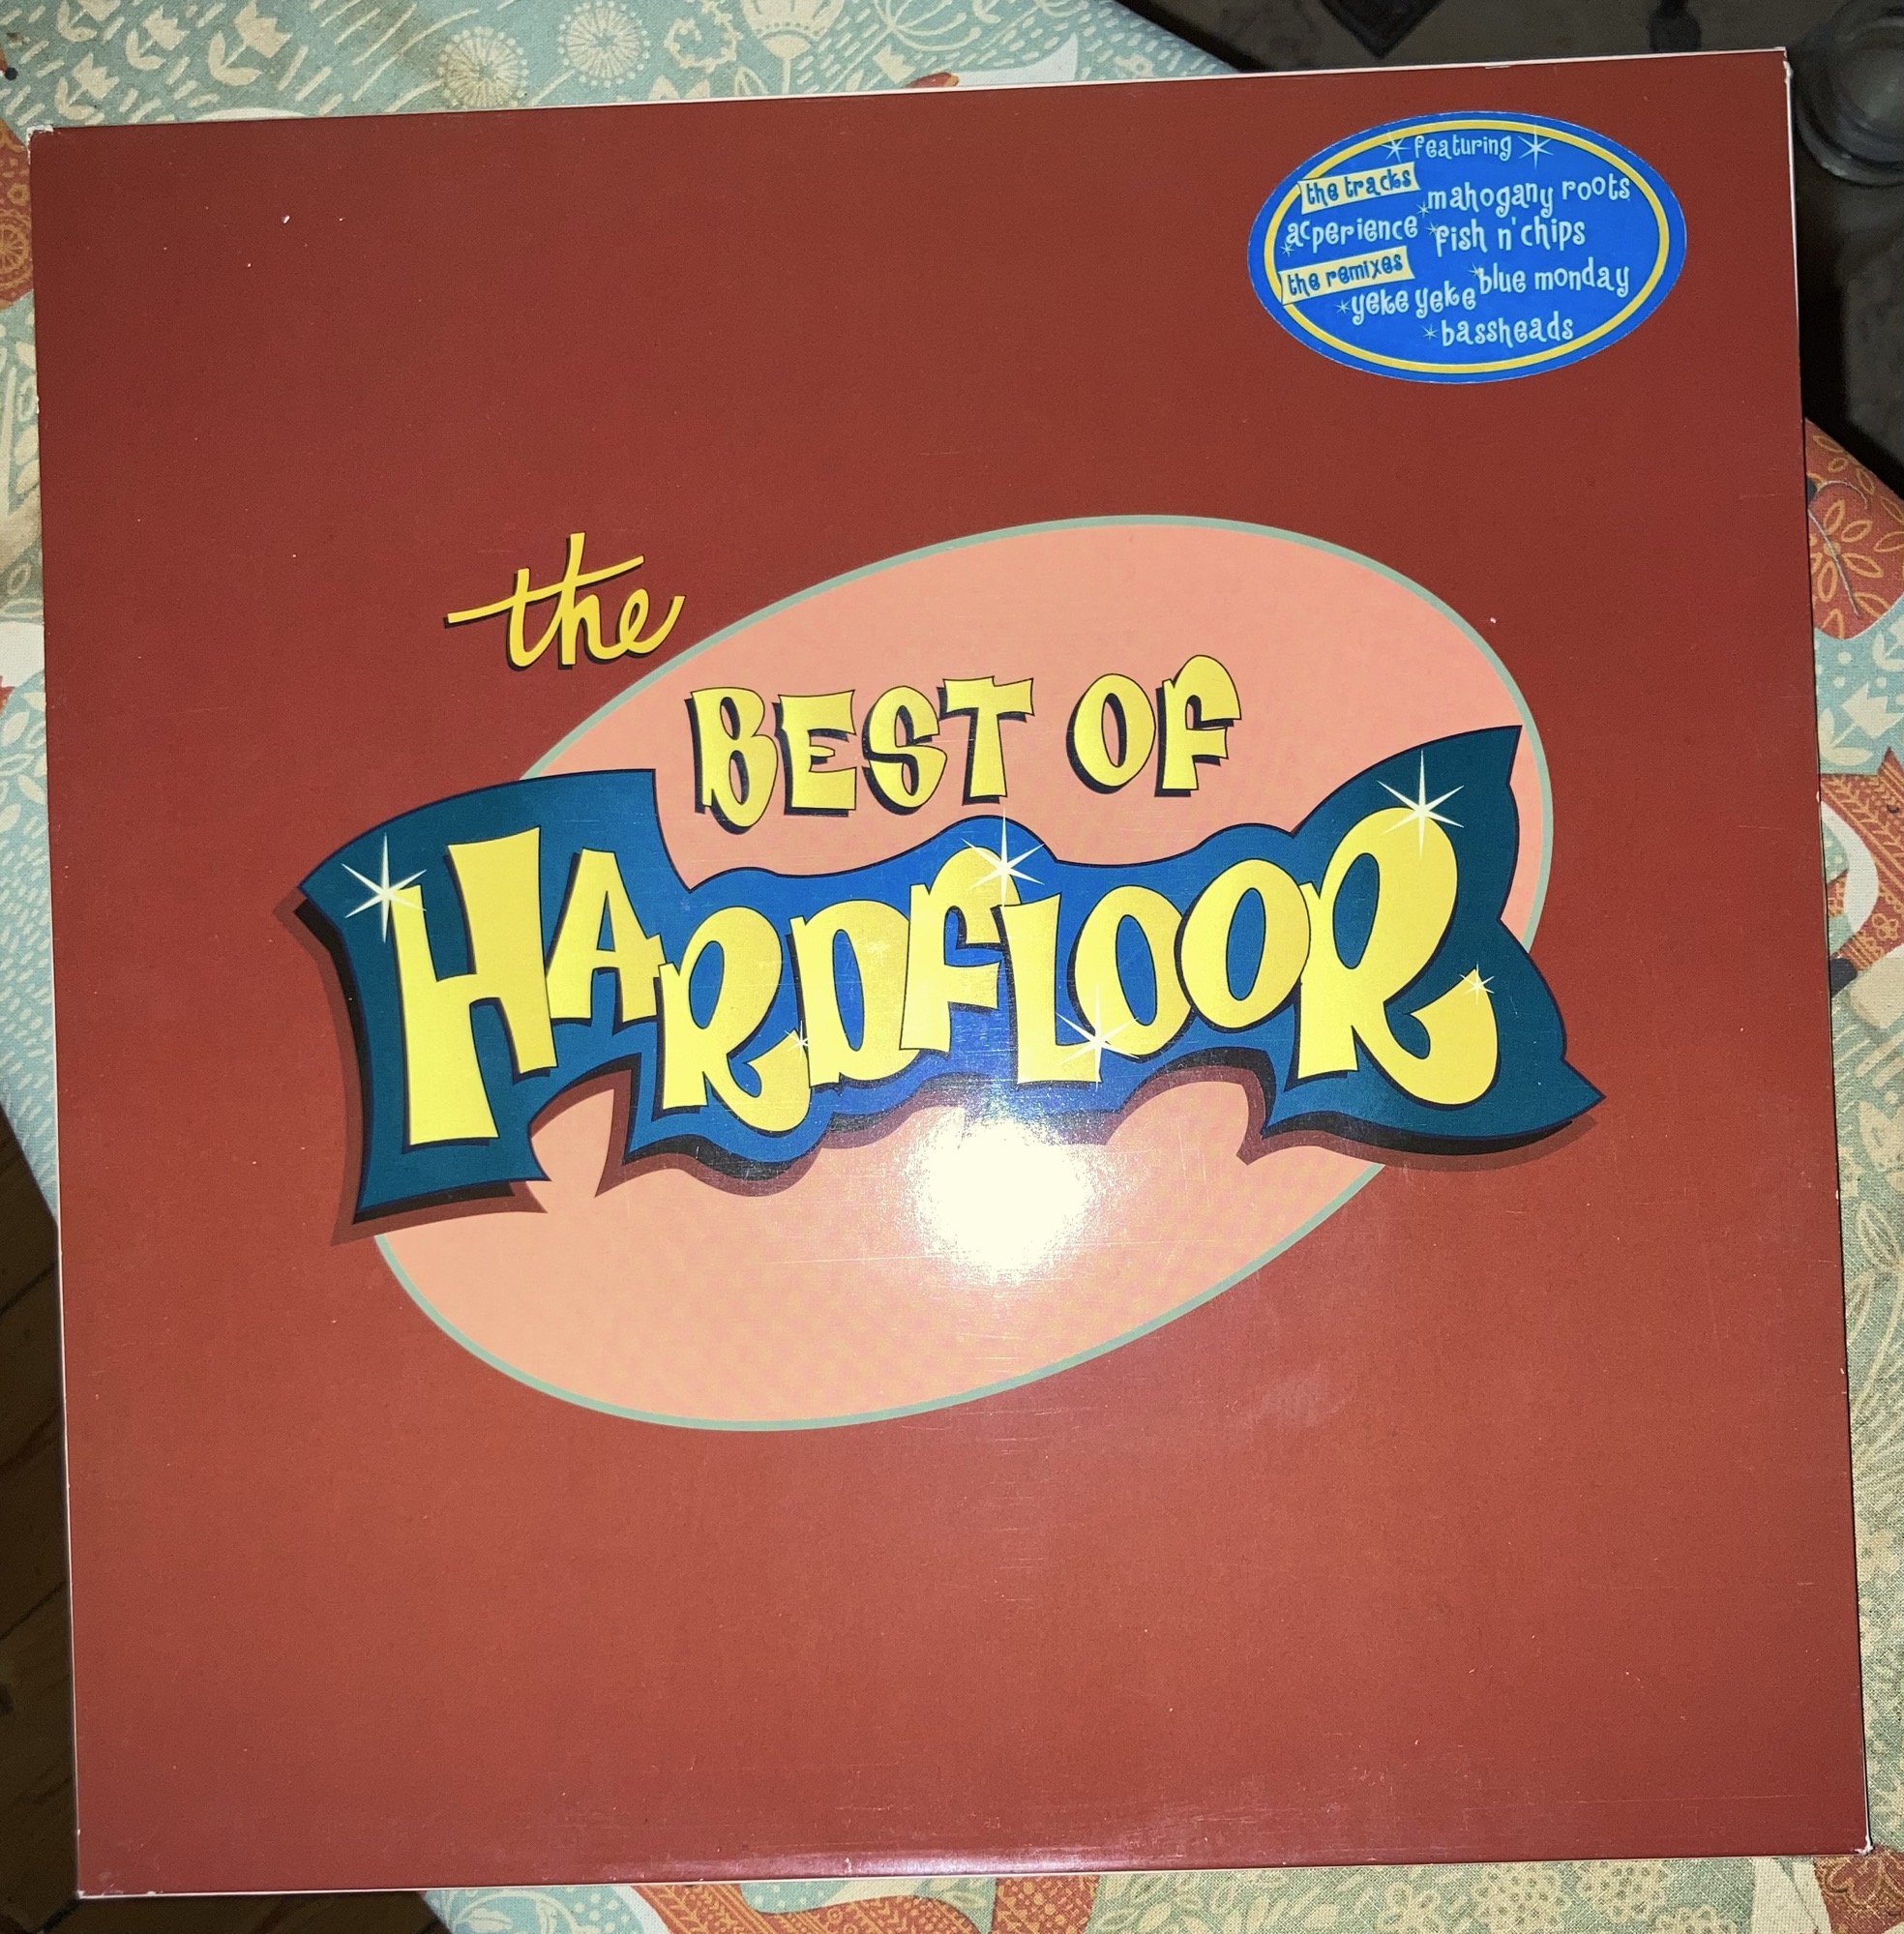 featuring
the tracks
mahogany roots
acperience
fish n' chips
the remixes
blue monday
yeke yeke
bassheads
the
BEST OF
HARDFLOOR